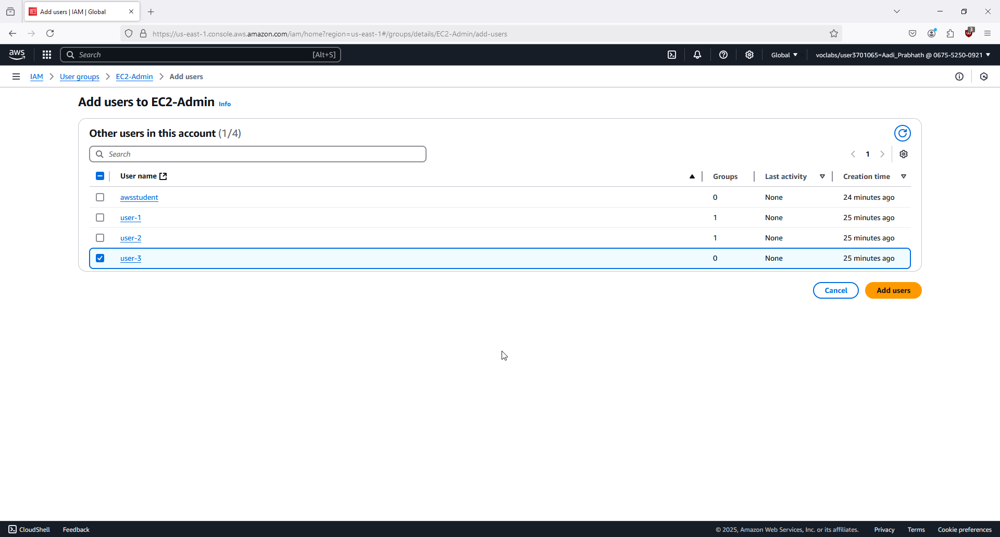 Add users | IAM | Global
https://us-east-1.console.aws.amazon.com/iam/home?region=us-east-1#/groups/details/EC2-Admin/add-users
3
aws
Search [Alt+S]
Global
voclabs/user3701065=Aadi_Prabhath @ 0675-5250-0921
IAM > User groups > EC2-Admin > Add users
Add users to EC2-Admin Info
Other users in this account (1/4)
Search
1
User name Groups Last activity Creation time
awsstudent 0 None 24 minutes ago
user-1 1 None 25 minutes ago
user-2 1 None 25 minutes ago
user-3 0 None 25 minutes ago
Cancel Add users
CloudShell Feedback © 2025, Amazon Web Services, Inc. or its affiliates. Privacy Terms Cookie preferences